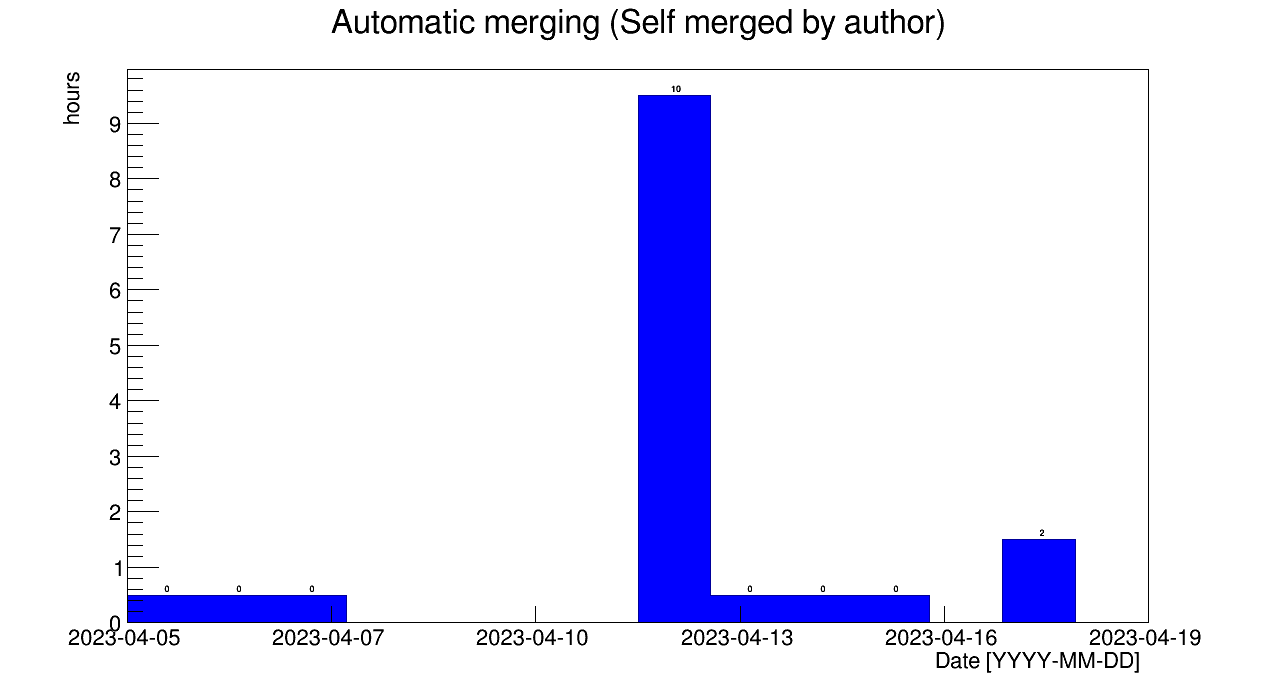 Automatic merging (Self merged by author)
hours
10
9
8
7
6
5
4
3
2
2
1
0 0 0 0 0 0
0
2023-04-05 2023-04-07 2023-04-10 2023-04-13 2023-04-16 2023-04-19
Date [YYYY-MM-DD]